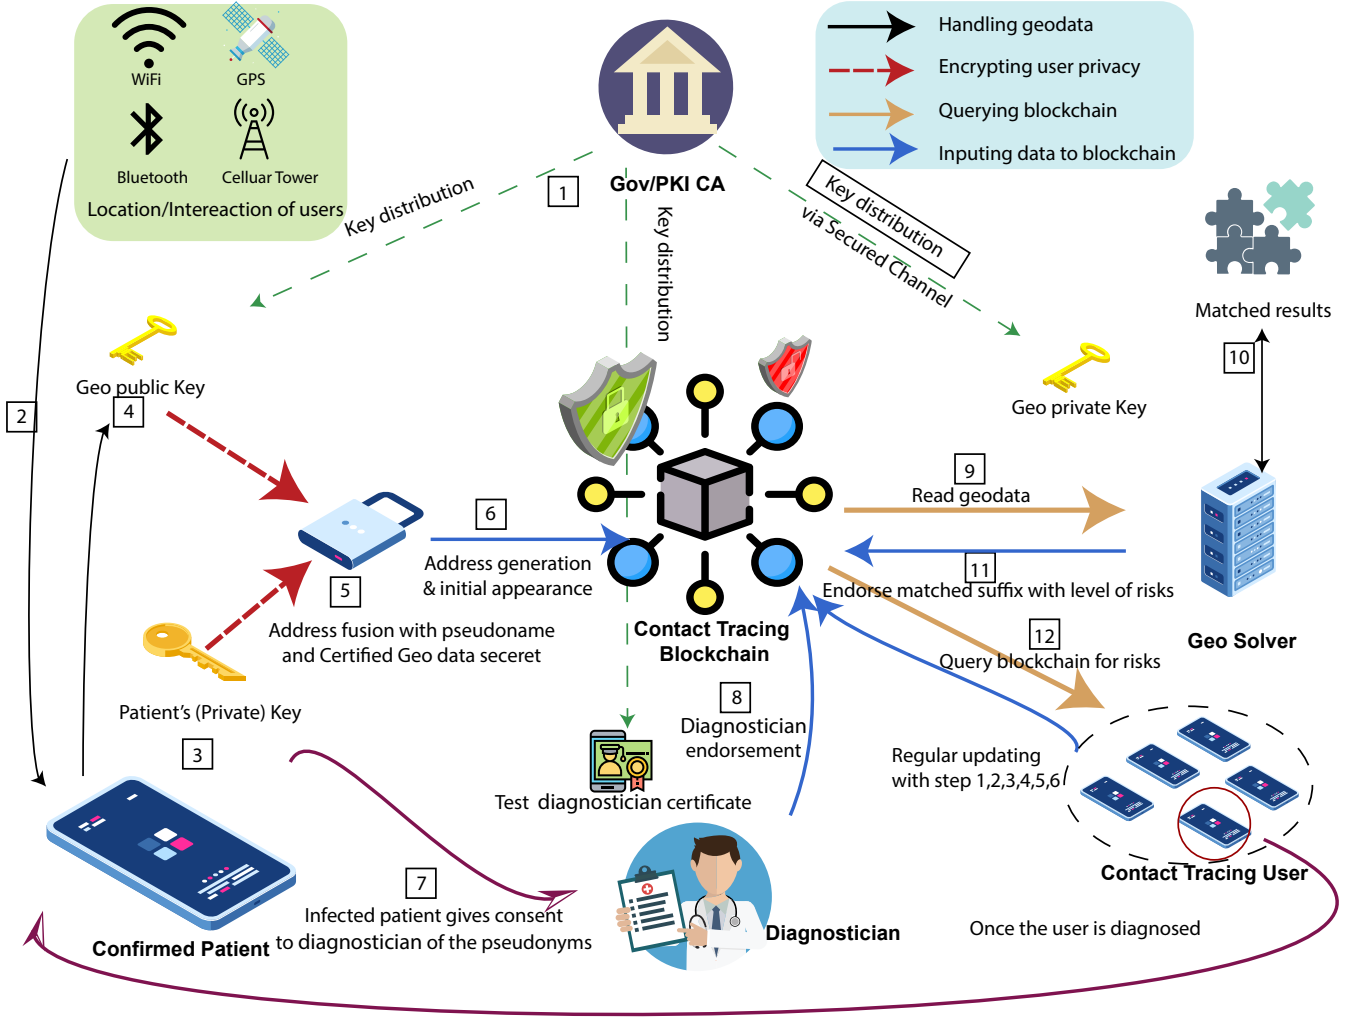 WiFi
GPS
Bluetooth
Celluar Tower
Location/Intereaction of users
Gov/PKI CA
Handling geodata
Encrypting user privacy
Querying blockchain
Inputing data to blockchain
1
Key distribution
Key distribution
Key distribution
via Secured Channel
Matched results
10
Geo public Key
2
4
Geo private Key
9
Read geodata
6
Address generation
& initial appearance
5
Address fusion with pseudoname
and Certified Geo data seceret
11
Endorse matched suffix with level of risks
Contact Tracing
Blockchain
12
Query blockchain for risks
Geo Solver
Patient's (Private) Key
3
8
Diagnostician
endorsement
Test diagnostician certificate
Regular updating
with step 1,2,3,4,5,6
Contact Tracing User
7
Infected patient gives consent
to diagnostician of the pseudonyms
Confirmed Patient
Diagnostician
Once the user is diagnosed